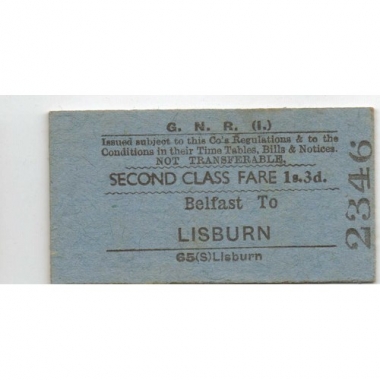 G. N. R. (I.)
Issued subject to this Co's Regulations & to the
Conditions in their Time Tables, Bills & Notices.
NOT TRANSFERABLE.
SECOND CLASS FARE 1s.3d.
Belfast To
LISBURN
65(S)Lisburn
2346